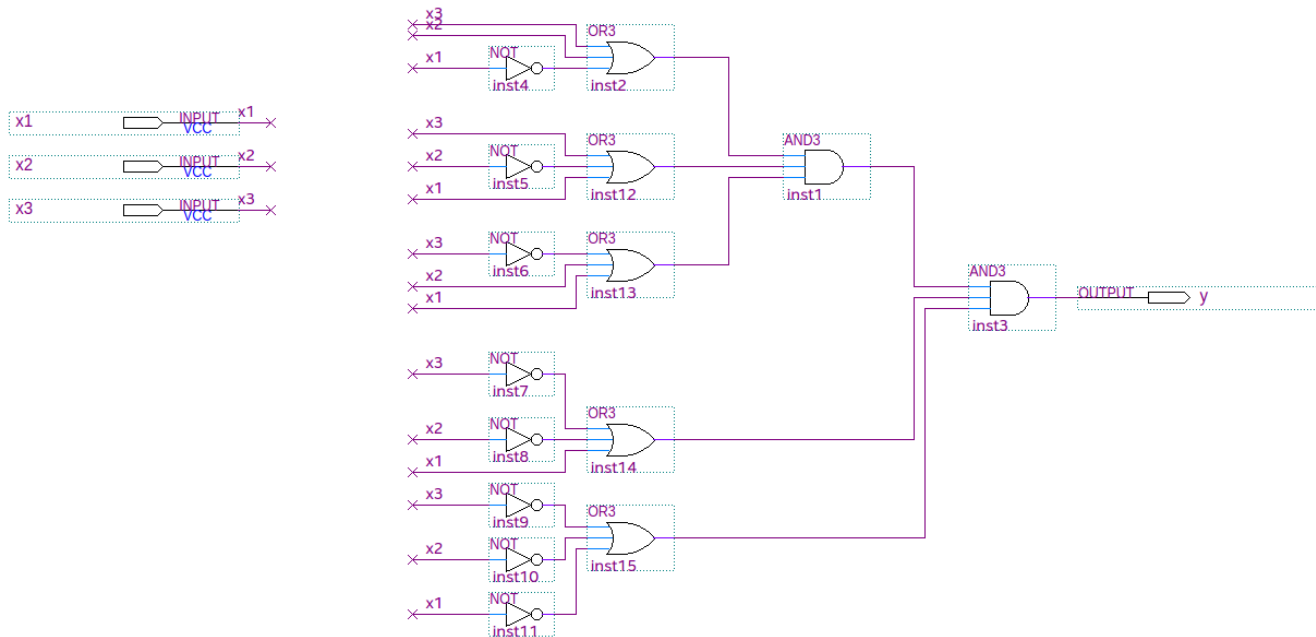 x1
INPUT
VCC
x1
x2
INPUT
VCC
x2
x3
INPUT
VCC
x3
x3
x2
x1
NOT
inst4
OR3
inst2
x3
x2
x1
NOT
inst5
OR3
inst12
x3
x2
x1
NOT
inst6
OR3
inst13
AND3
inst1
x3
NOT
inst7
x2
NOT
inst8
x1
OR3
inst14
x3
NOT
inst9
x2
NOT
inst10
x1
NOT
inst11
OR3
inst15
AND3
inst3
OUTPUT
y